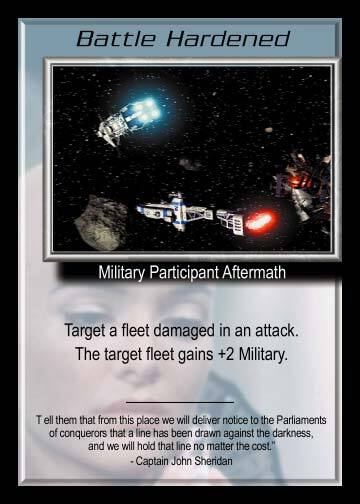 Battle Hardened
Military Participant Aftermath
Target a fleet damaged in an attack.
The target fleet gains +2 Military.
T ell them that from this place we will deliver notice to the Parliaments
of conquerors that a line has been drawn against the darkness,
and we will hold that line no matter the cost."
- Captain John Sheridan